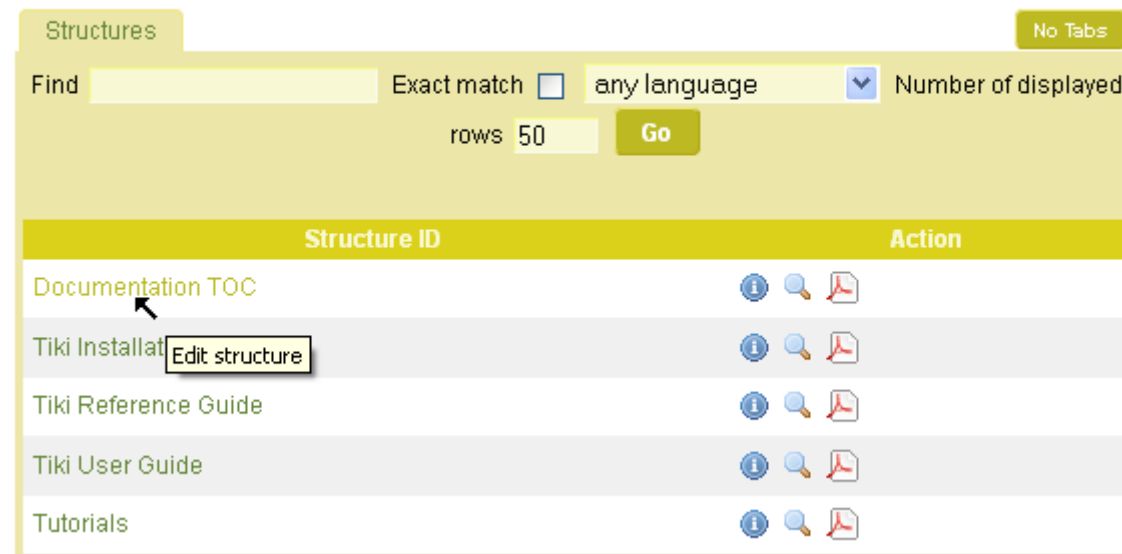 Structures
No Tabs
Find Exact match any language Number of displayed
rows 50 Go
Structure ID Action
Documentation TOC
Edit structure
Tiki
Tiki Reference Guide
Tiki User Guide
Tutorials